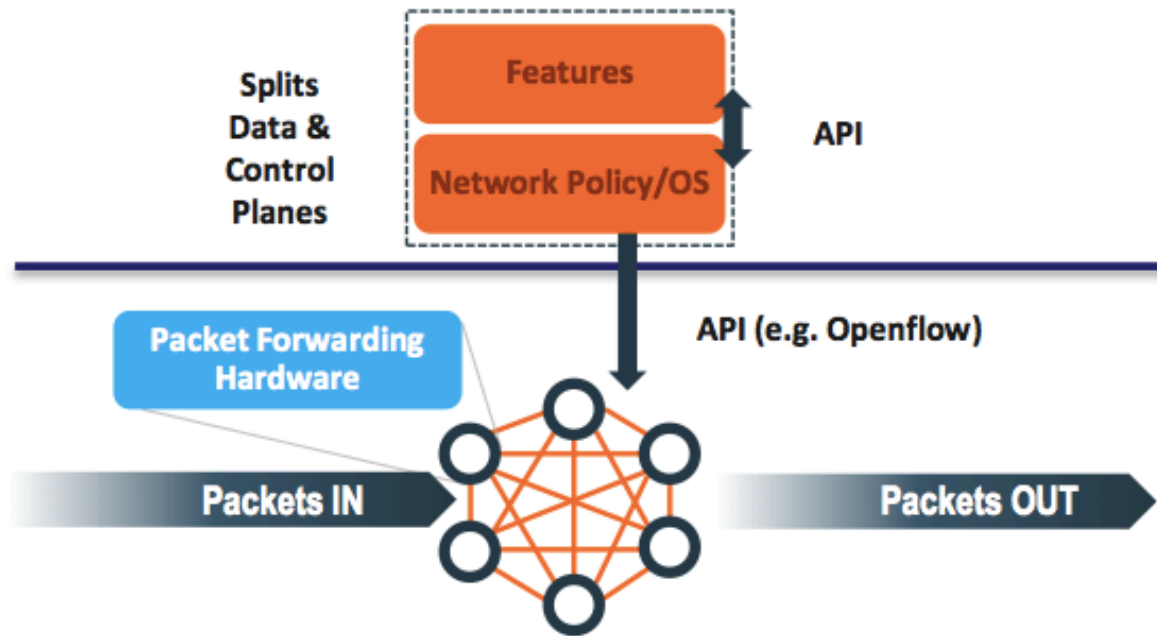 Splits
Data &
Control
Planes
Features
Network Policy/OS
API
API (e.g. Openflow)
Packet Forwarding
Hardware
Packets IN
Packets OUT